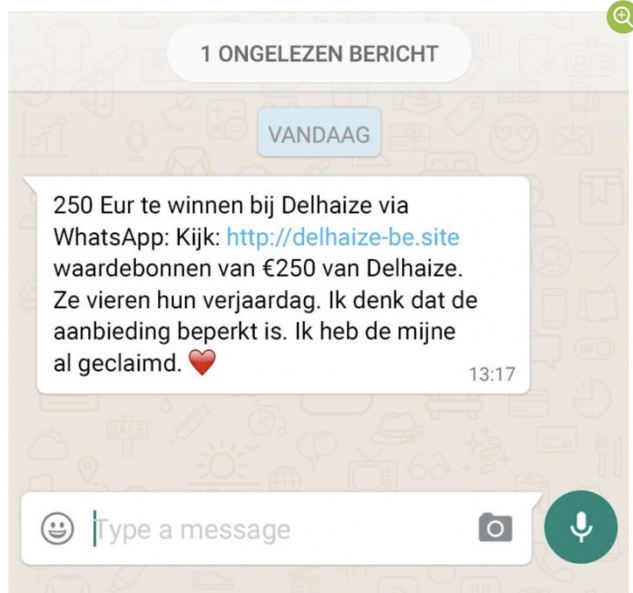 1 ONGELEZEN BERICHT
VANDAAG
250 Eur te winnen bij Delhaize via
WhatsApp: Kijk: http://delhaize-be.site
waardebonnen van €250 van Delhaize.
Ze vieren hun verjaardag. Ik denk dat de
aanbieding beperkt is. Ik heb de mijne
al geclaimd. ❤️
13:17
SALE
Type a message